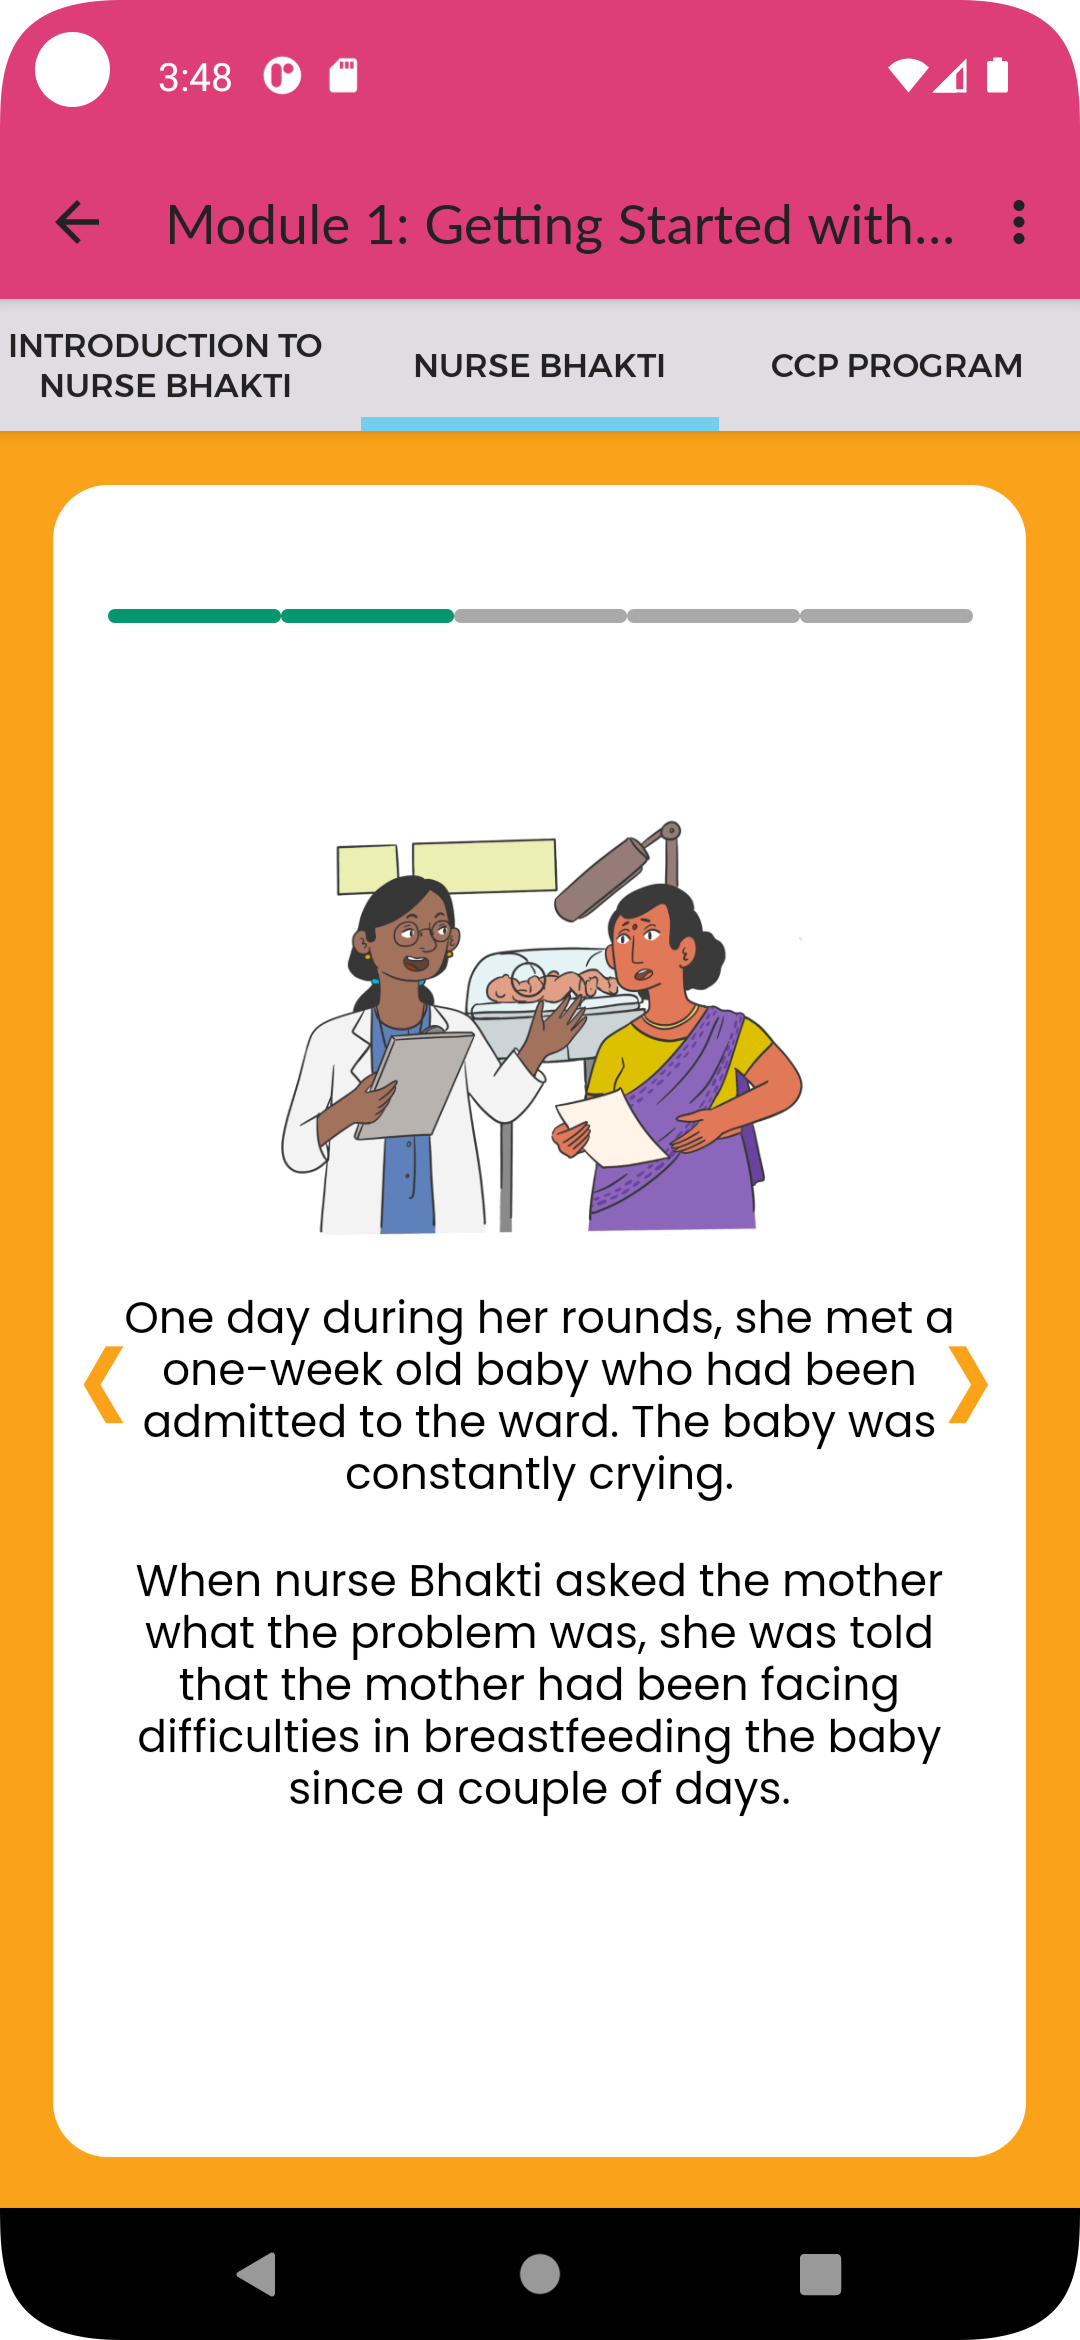 3:48
Module 1: Getting Started with...
INTRODUCTION TO
NURSE BHAKTI
NURSE BHAKTI
CCP PROGRAM
One day during her rounds, she met a
one-week old baby who had been
admitted to the ward. The baby was
constantly crying.
When nurse Bhakti asked the mother
what the problem was, she was told
that the mother had been facing
difficulties in breastfeeding the baby
since a couple of days.